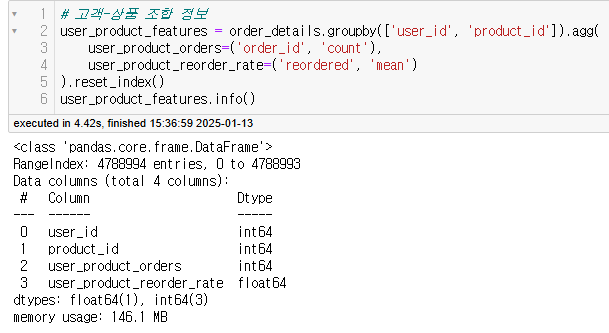 1 # 고객-상품 조합 정보
2 user_product_features = order_details.groupby(['user_id', 'product_id']).agg(
3     user_product_orders=('order_id', 'count'),
4     user_product_reorder_rate=('reordered', 'mean')
5 ).reset_index()
6 user_product_features.info()
executed in 4.42s, finished 15:36:59 2025-01-13
<class 'pandas.core.frame.DataFrame'>
RangeIndex: 4788994 entries, 0 to 4788993
Data columns (total 4 columns):
 #   Column                     Dtype
---  ------                     -----
 0   user_id                    int64
 1   product_id                 int64
 2   user_product_orders        int64
 3   user_product_reorder_rate  float64
dtypes: float64(1), int64(3)
memory usage: 146.1 MB